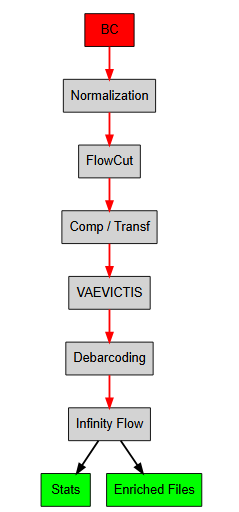 BC
Normalization
FlowCut
Comp / Transf
VAEVICTIS
Debarcoding
Infinity Flow
Stats
Enriched Files